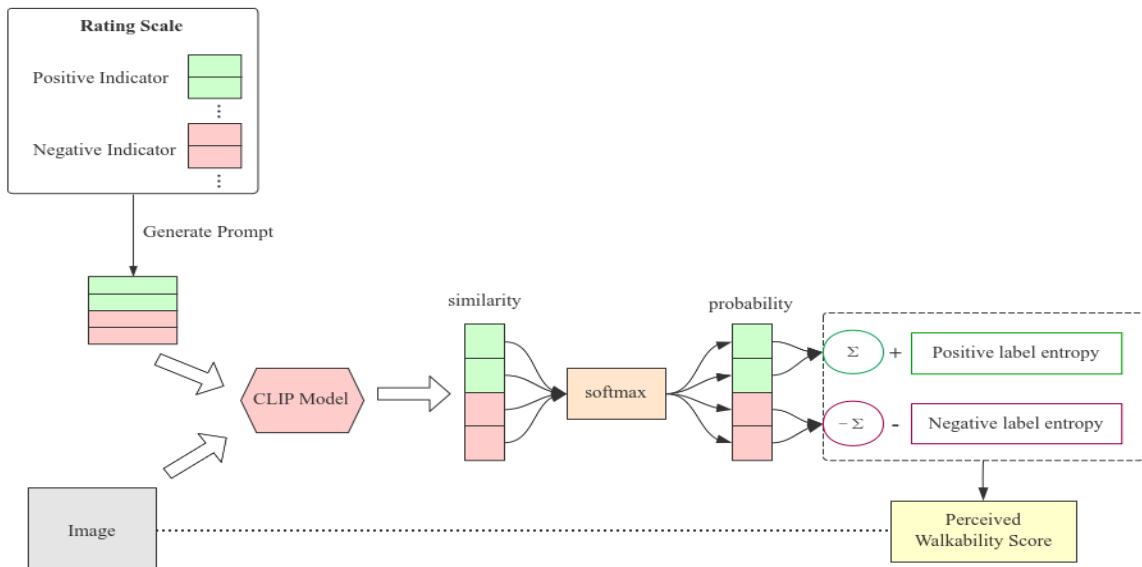 Rating Scale
Positive Indicator
⋮
Negative Indicator
⋮
Generate Prompt
similarity
probability
Σ + Positive label entropy
CLIP Model
softmax
− Σ - Negative label entropy
Image
Perceived
Walkability Score